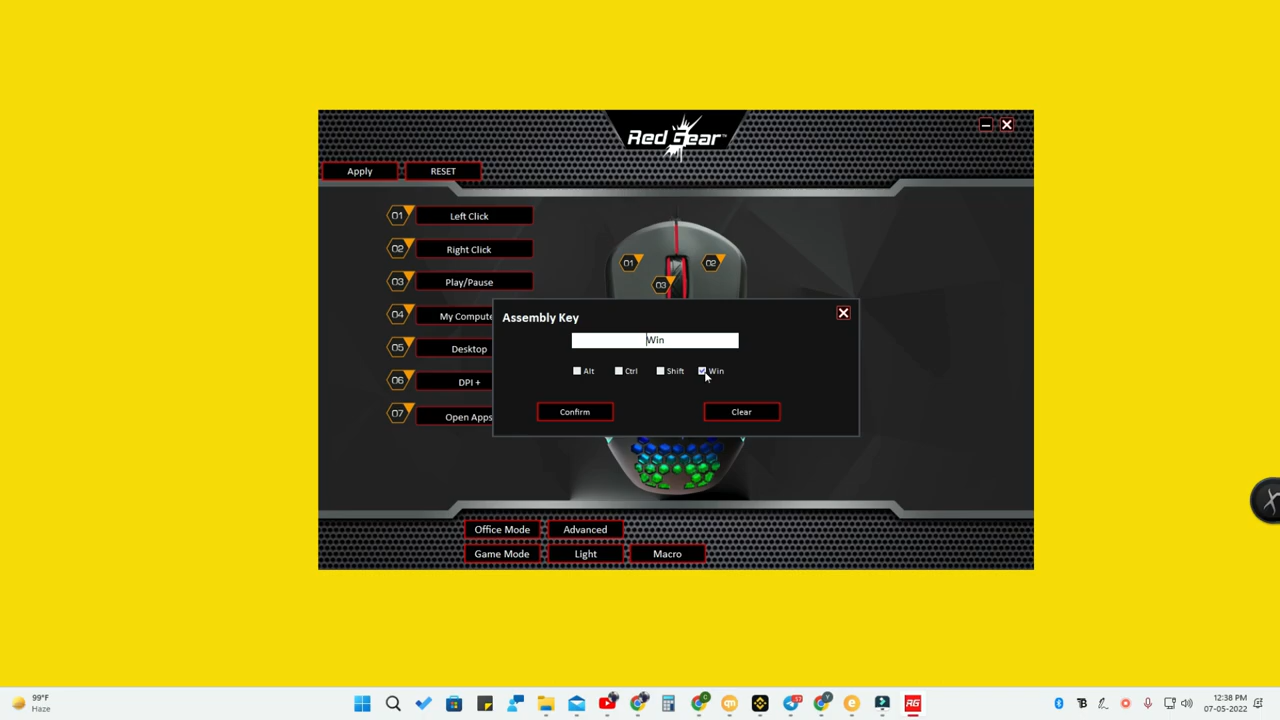 Red Gear™
Apply
RESET
01 Left Click
02 Right Click
03 Play/Pause
04 My Compute
05 Desktop
06 DPI +
07 Open Apps
01
02
03
Assembly Key
Win
Alt Ctrl Shift Win
Confirm Clear
Office Mode Advanced
Game Mode Light Macro
99°F
Haze
RG
12:38 PM
07-05-2022